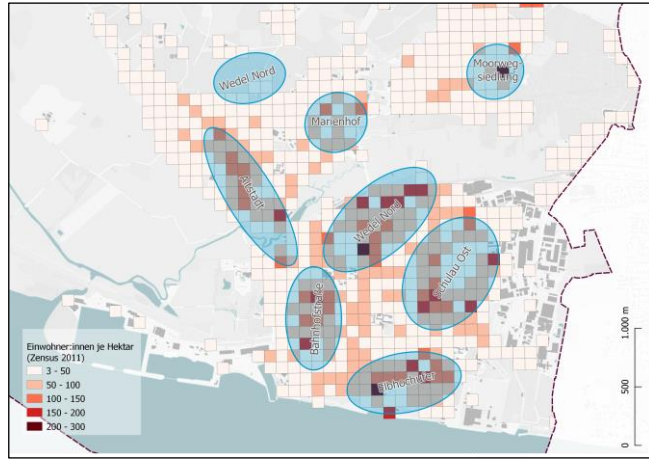 Wedel Nord
Moorweg-
siedlung
Marienhof
Altstadt
Wedel Nord
Schulau Ost
Bahnhofstraße
Elbhochufer
Einwohner:innen je Hektar
(Zensus 2011)
3 - 50
50 - 100
100 - 150
150 - 200
200 - 300
1.000 m
500
0